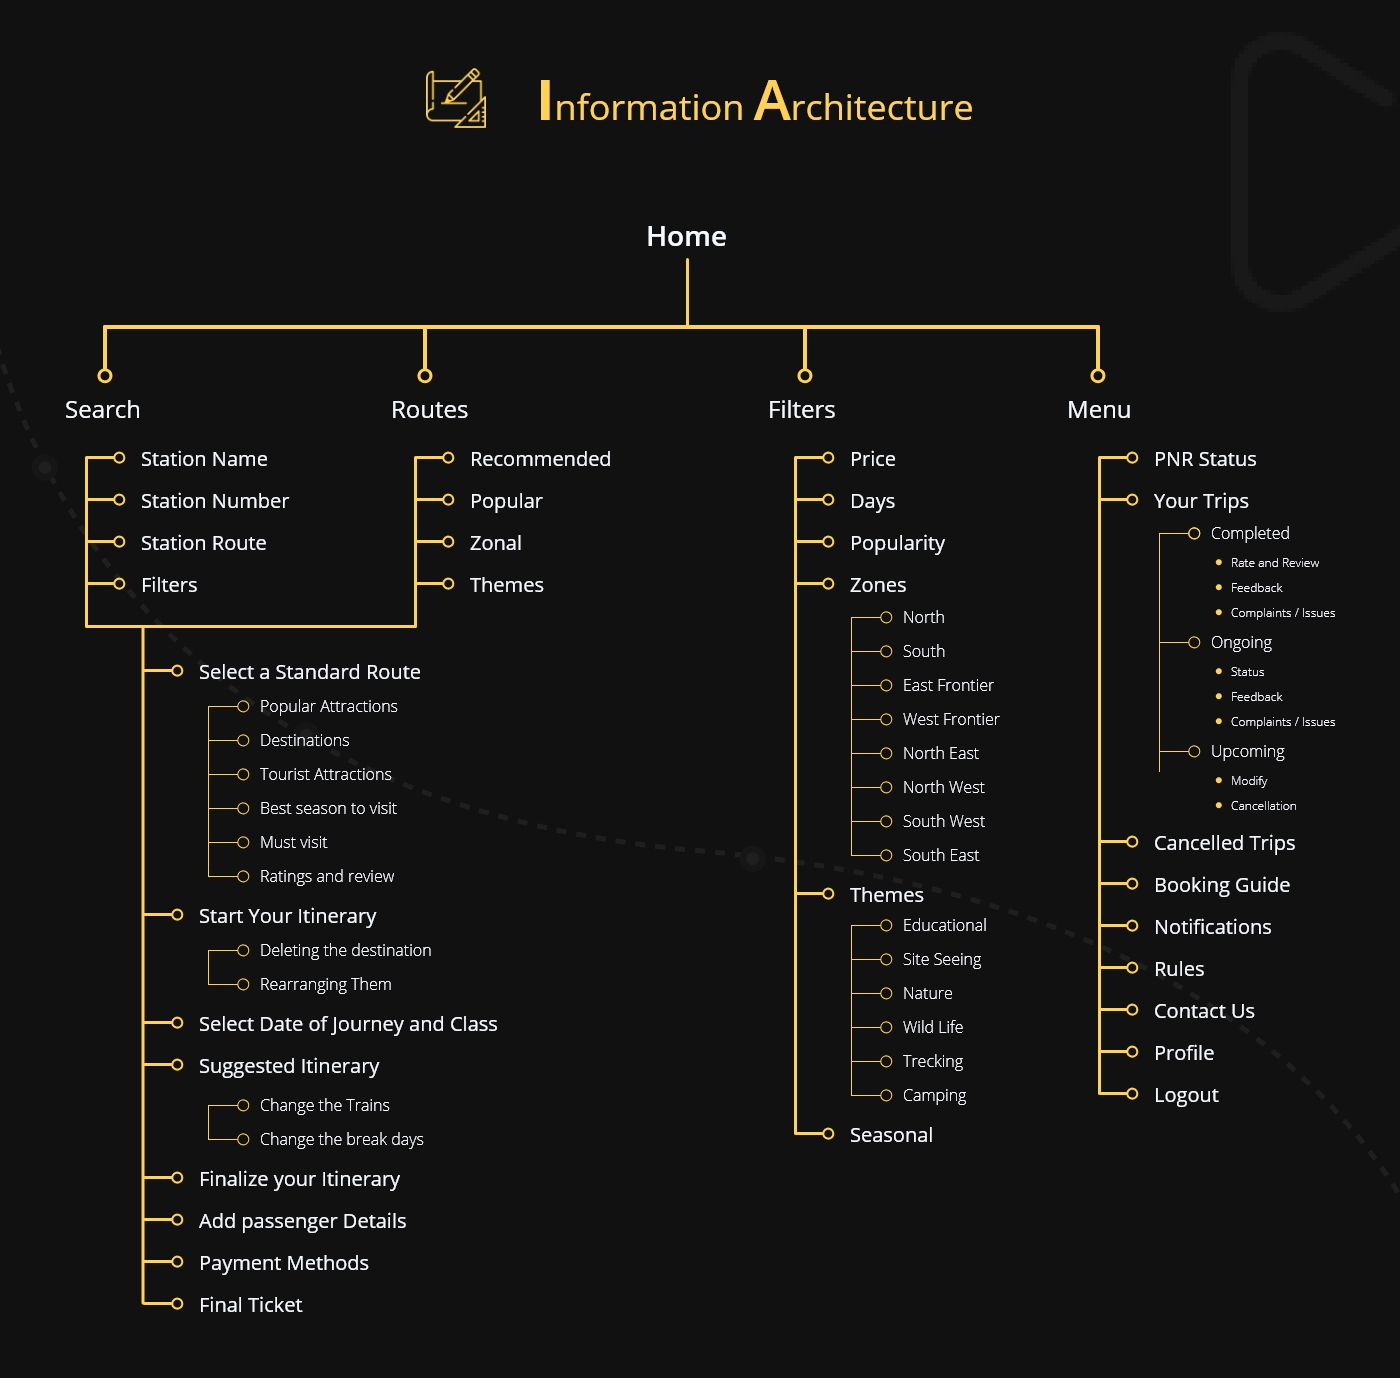 Information Architecture
Home
Search
Station Name
Station Number
Station Route
Filters
Routes
Recommended
Popular
Zonal
Themes
Select a Standard Route
Popular Attractions
Destinations
Tourist Attractions
Best season to visit
Must visit
Ratings and review
Start Your Itinerary
Deleting the destination
Rearranging Them
Select Date of Journey and Class
Suggested Itinerary
Change the Trains
Change the break days
Finalize your Itinerary
Add passenger Details
Payment Methods
Final Ticket
Filters
Price
Days
Popularity
Zones
North
South
East Frontier
West Frontier
North East
North West
South West
South East
Themes
Educational
Site Seeing
Nature
Wild Life
Trecking
Camping
Seasonal
Menu
PNR Status
Your Trips
Completed
Rate and Review
Feedback
Complaints / Issues
Ongoing
Status
Feedback
Complaints / Issues
Upcoming
Modify
Cancellation
Cancelled Trips
Booking Guide
Notifications
Rules
Contact Us
Profile
Logout